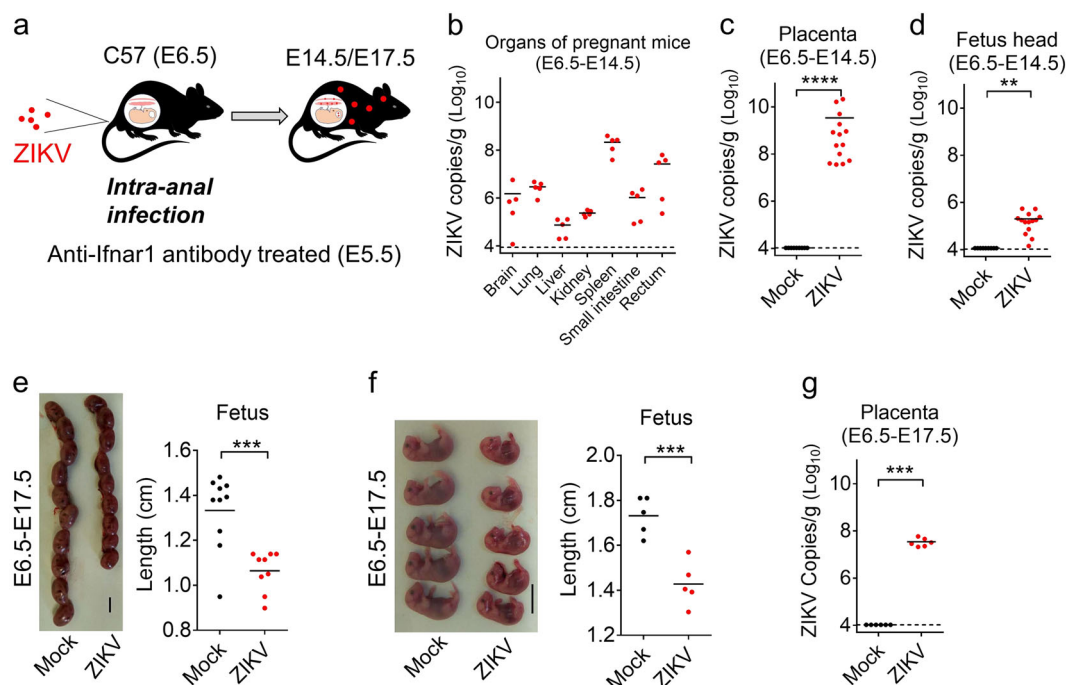 a
C57 (E6.5)
E14.5/E17.5
ZIKV
Intra-anal
infection
Anti-Ifnar1 antibody treated (E5.5)
b
Organs of pregnant mice
(E6.5-E14.5)
ZIKV copies/g (Log10)
10
8
6
4
Brain
Lung
Liver
Kidney
Spleen
Small intestine
Rectum
c
Placenta
(E6.5-E14.5)
****
ZIKV copies/g (Log10)
10
8
6
4
Mock
ZIKV
d
Fetus head
(E6.5-E14.5)
**
ZIKV copies/g (Log10)
10
8
6
4
Mock
ZIKV
e
E6.5-E17.5
Mock
ZIKV
Fetus
***
Length (cm)
1.6
1.4
1.2
1.0
0.8
Mock
ZIKV
f
E6.5-E17.5
Mock
ZIKV
Fetus
***
Length (cm)
2.0
1.8
1.6
1.4
1.2
Mock
ZIKV
g
Placenta
(E6.5-E17.5)
***
ZIKV Copies/g (Log10)
10
8
6
4
Mock
ZIKV